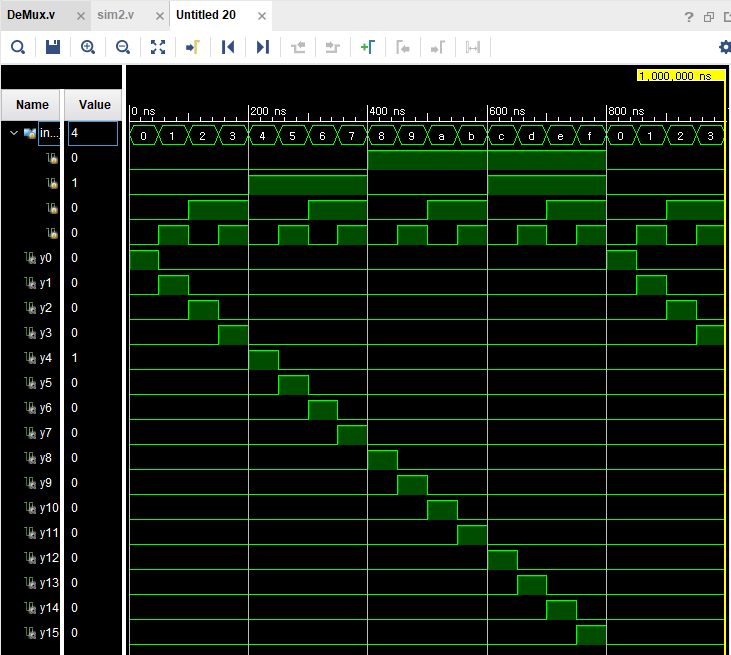 DeMux.v × sim2.v × Untitled 20 ×
?
1,000,000 ns
Name Value
0 ns 200 ns 400 ns 600 ns 800 ns
in...] 4 0 1 2 3 4 5 6 7 8 9 a b c d e f 0 1 2 3
0
1
0
0
y0 0
y1 0
y2 0
y3 0
y4 1
y5 0
y6 0
y7 0
y8 0
y9 0
y10 0
y11 0
y12 0
y13 0
y14 0
y15 0